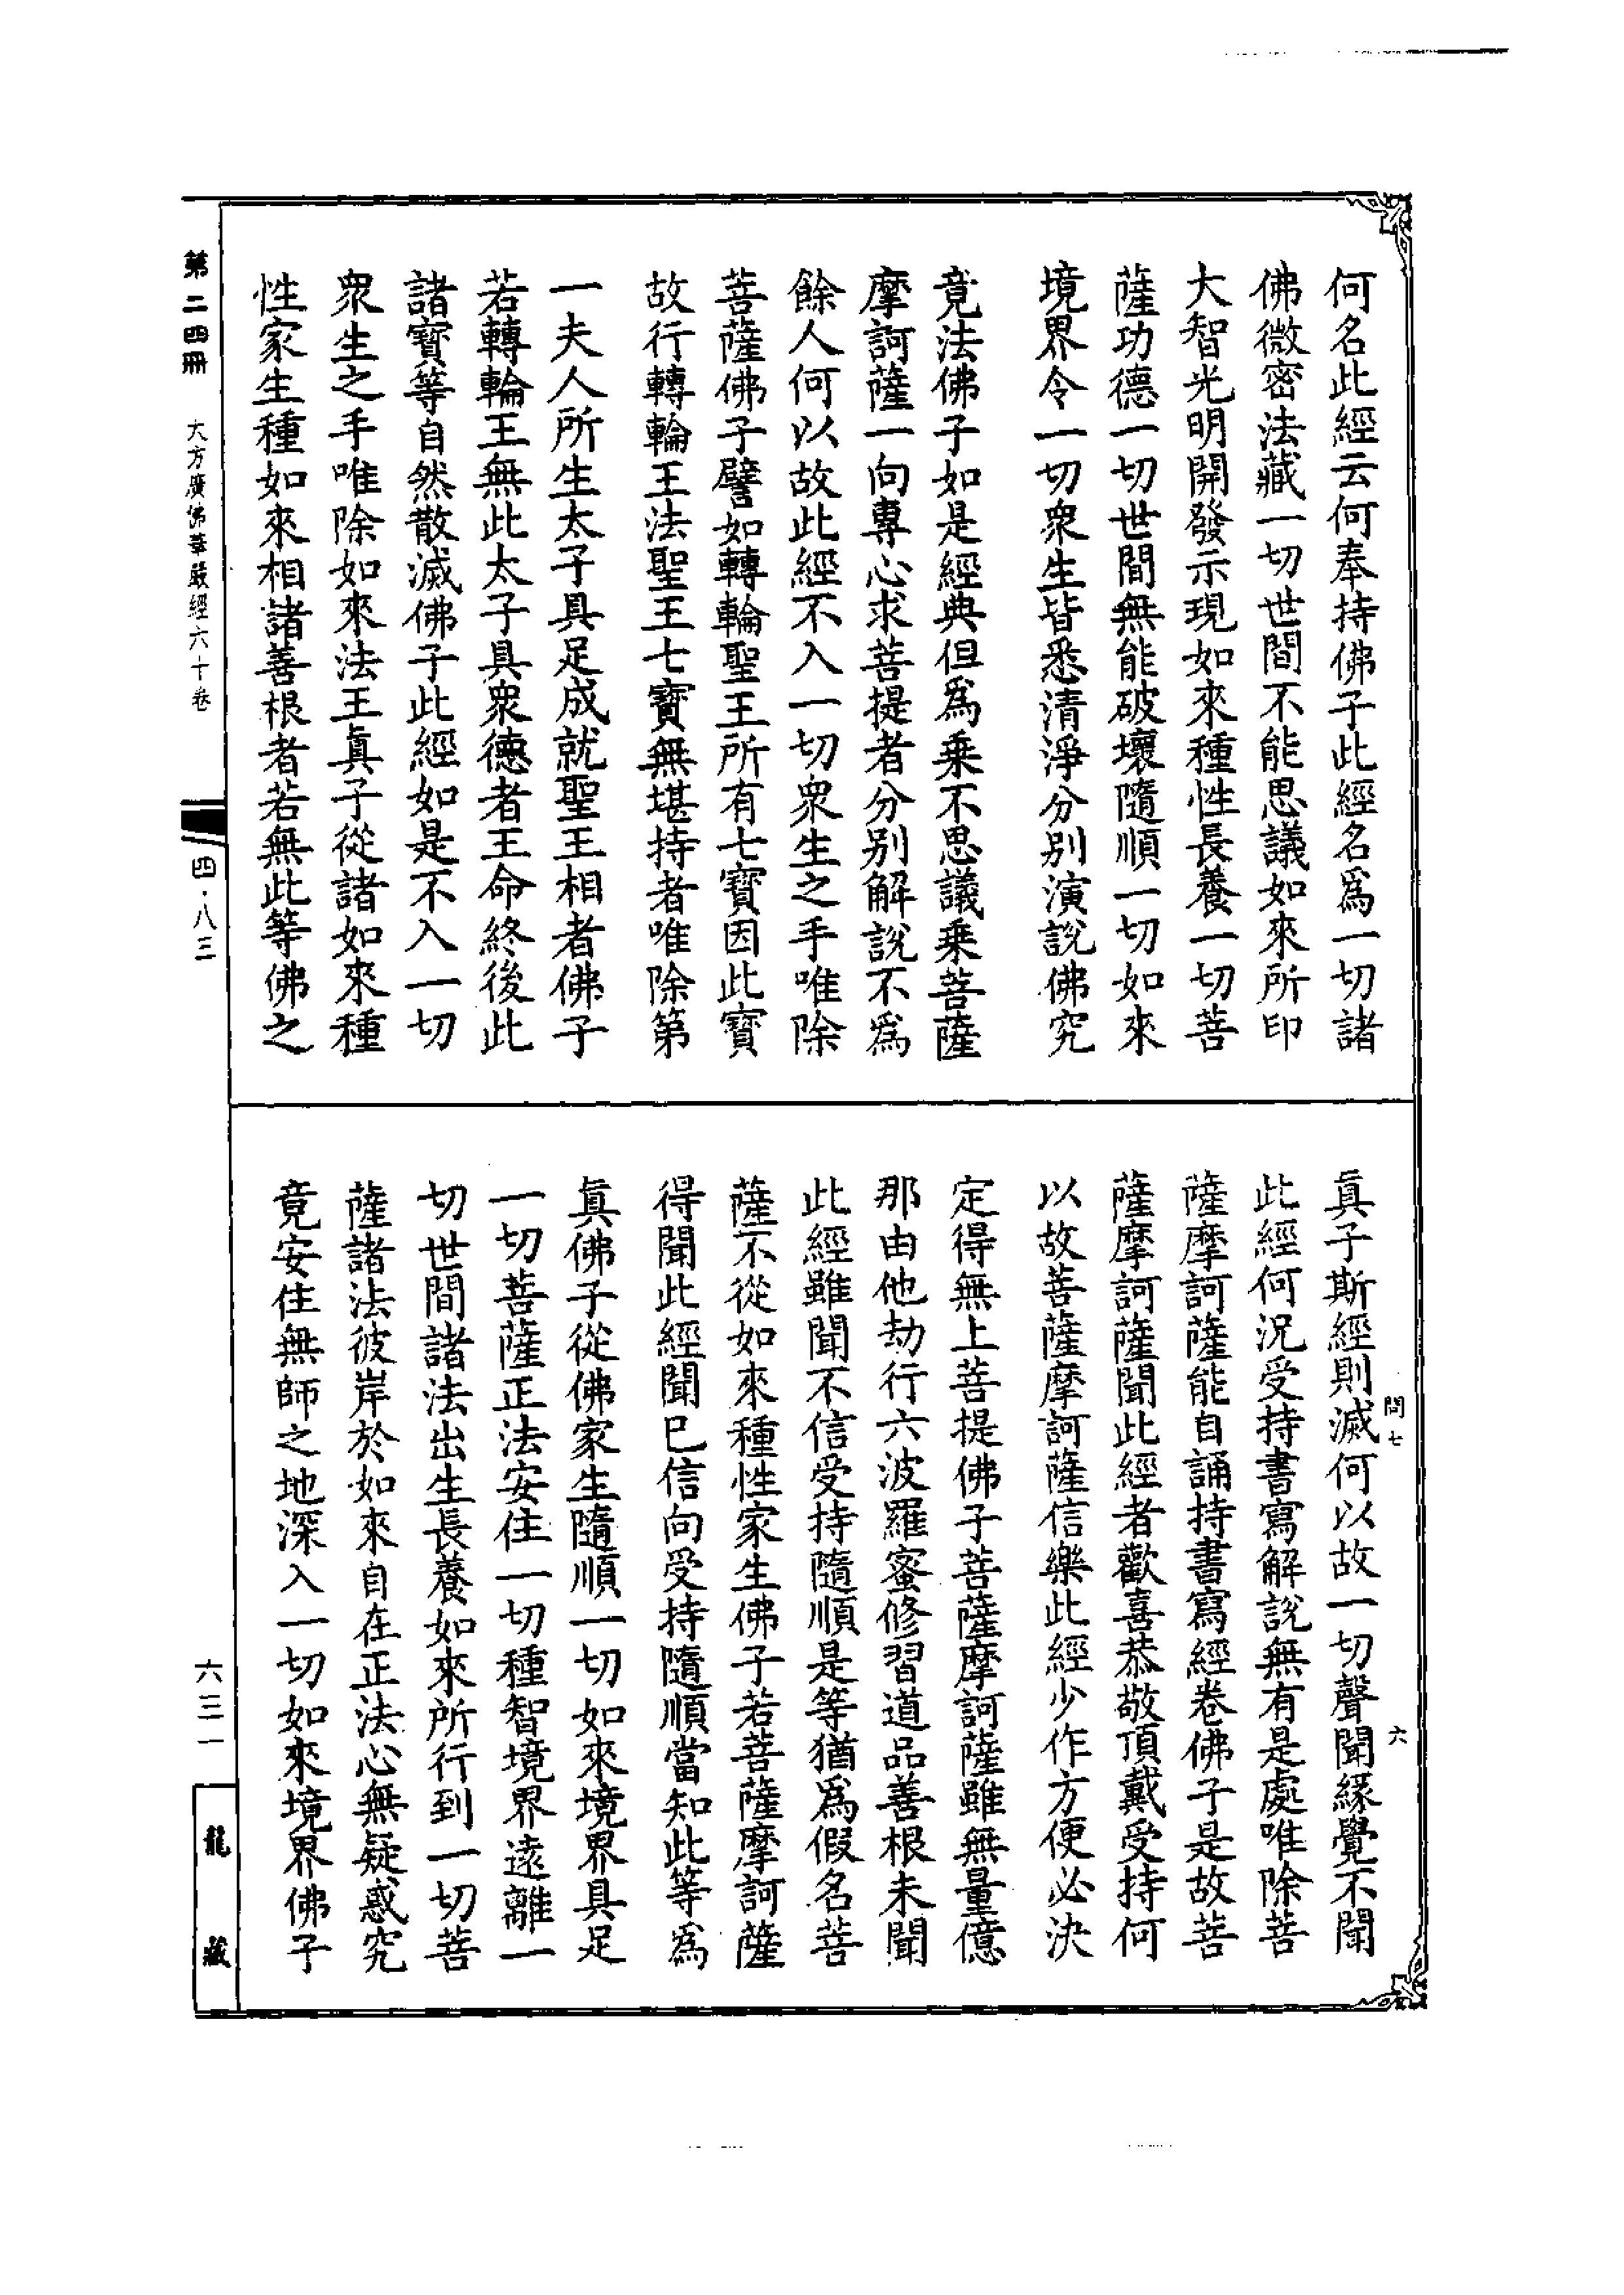 何名此經云何奉持佛子此經名爲一切諸
佛微密法藏一切世間不能思議如來所印
大智光明開發示現如來種性長養一切菩
薩功德一切世間無能破壞隨順一切如來
境界令一切衆生皆悉清淨分别演說佛究
竟法佛子如是經典但爲乘不思議乘菩薩
摩訶薩一向專心求菩提者分别解說不爲
餘人何以故此經不入一切衆生之手唯除
菩薩佛子譬如轉輪聖王所有七寶因此寶
故行轉輪王法聖王七寶無堪持者唯除第
一夫人所生太子具足成就聖王相者佛子
若轉輪王無此太子具衆德者王命終後此
諸寶等自然散滅佛子此經如是不入一切
衆生之手唯除如來法王眞子從諸如來種
性家生種如來相諸善根者若無此等佛之
眞子斯經則滅何以故一切聲聞緣覺不聞
此經何況受持書寫解說無有是處唯除菩
薩摩訶薩能自誦持書寫經卷佛子是故菩
薩摩訶薩聞此經者歡喜恭敬頂戴受持何
以故菩薩摩訶薩信樂此經少作方便必決
定得無上菩提佛子菩薩摩訶薩雖無量億
那由他劫行六波羅蜜修習道品善根未聞
此經雖聞不信受持隨順是等猶爲假名菩
薩不從如來種性家生佛子若菩薩摩訶薩
得聞此經聞已信向受持隨順當知此等爲
眞佛子從佛家生隨順一切如來境界具足
一切菩薩正法安住一切種智境界遠離一
切世間諸法出生長養如來所行到一切菩
薩諸法彼岸於如來自在正法心無疑惑究
竟安住無師之地深入一切如來境界佛子
問七
六
第二四冊
大方廣佛華嚴經六十卷
四·八三
六三一
龍藏